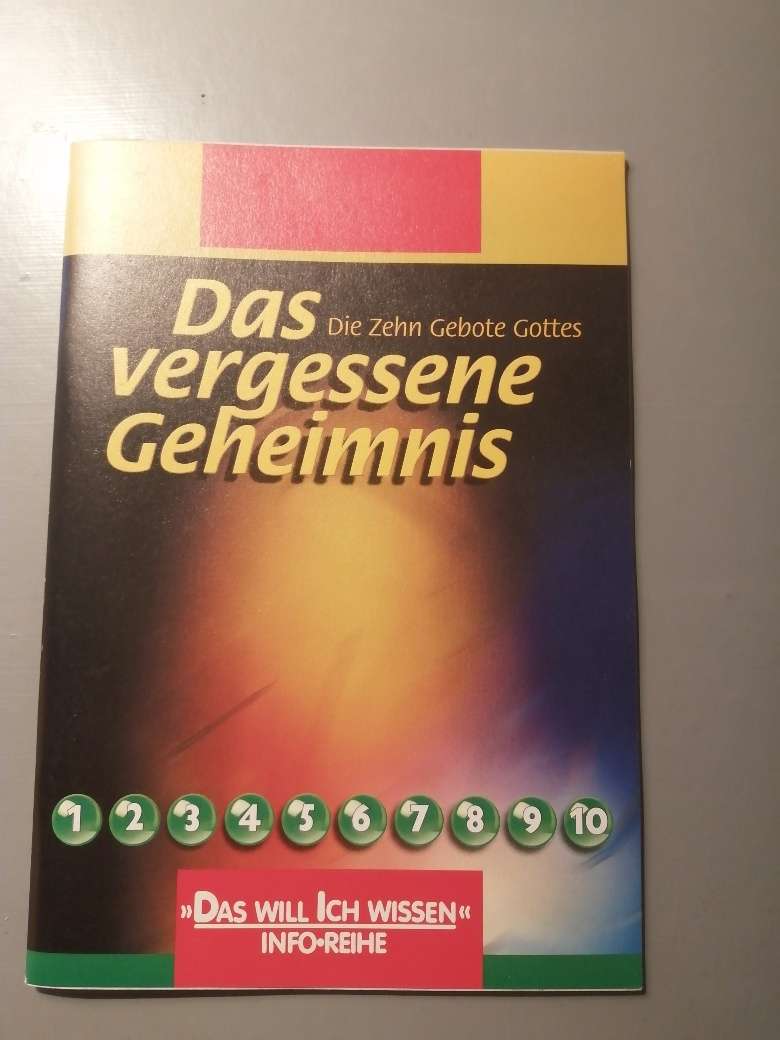 Das
Die Zehn Gebote Gottes
vergessene
Geheimnis
1 2 3 4 5 6 7 8 9 10
»DAS WILL ICH WISSEN«
INFO•REIHE